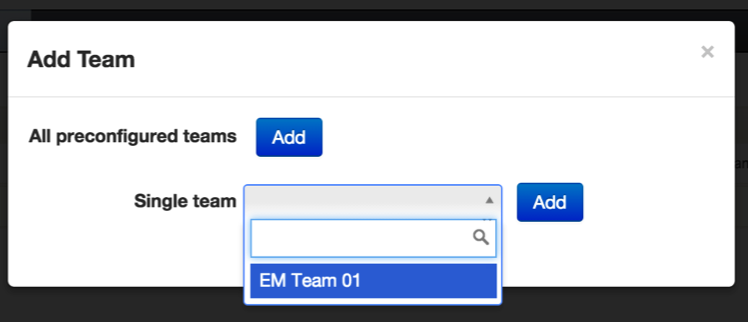 Add Team
×
All preconfigured teams Add
Single team Add
EM Team 01